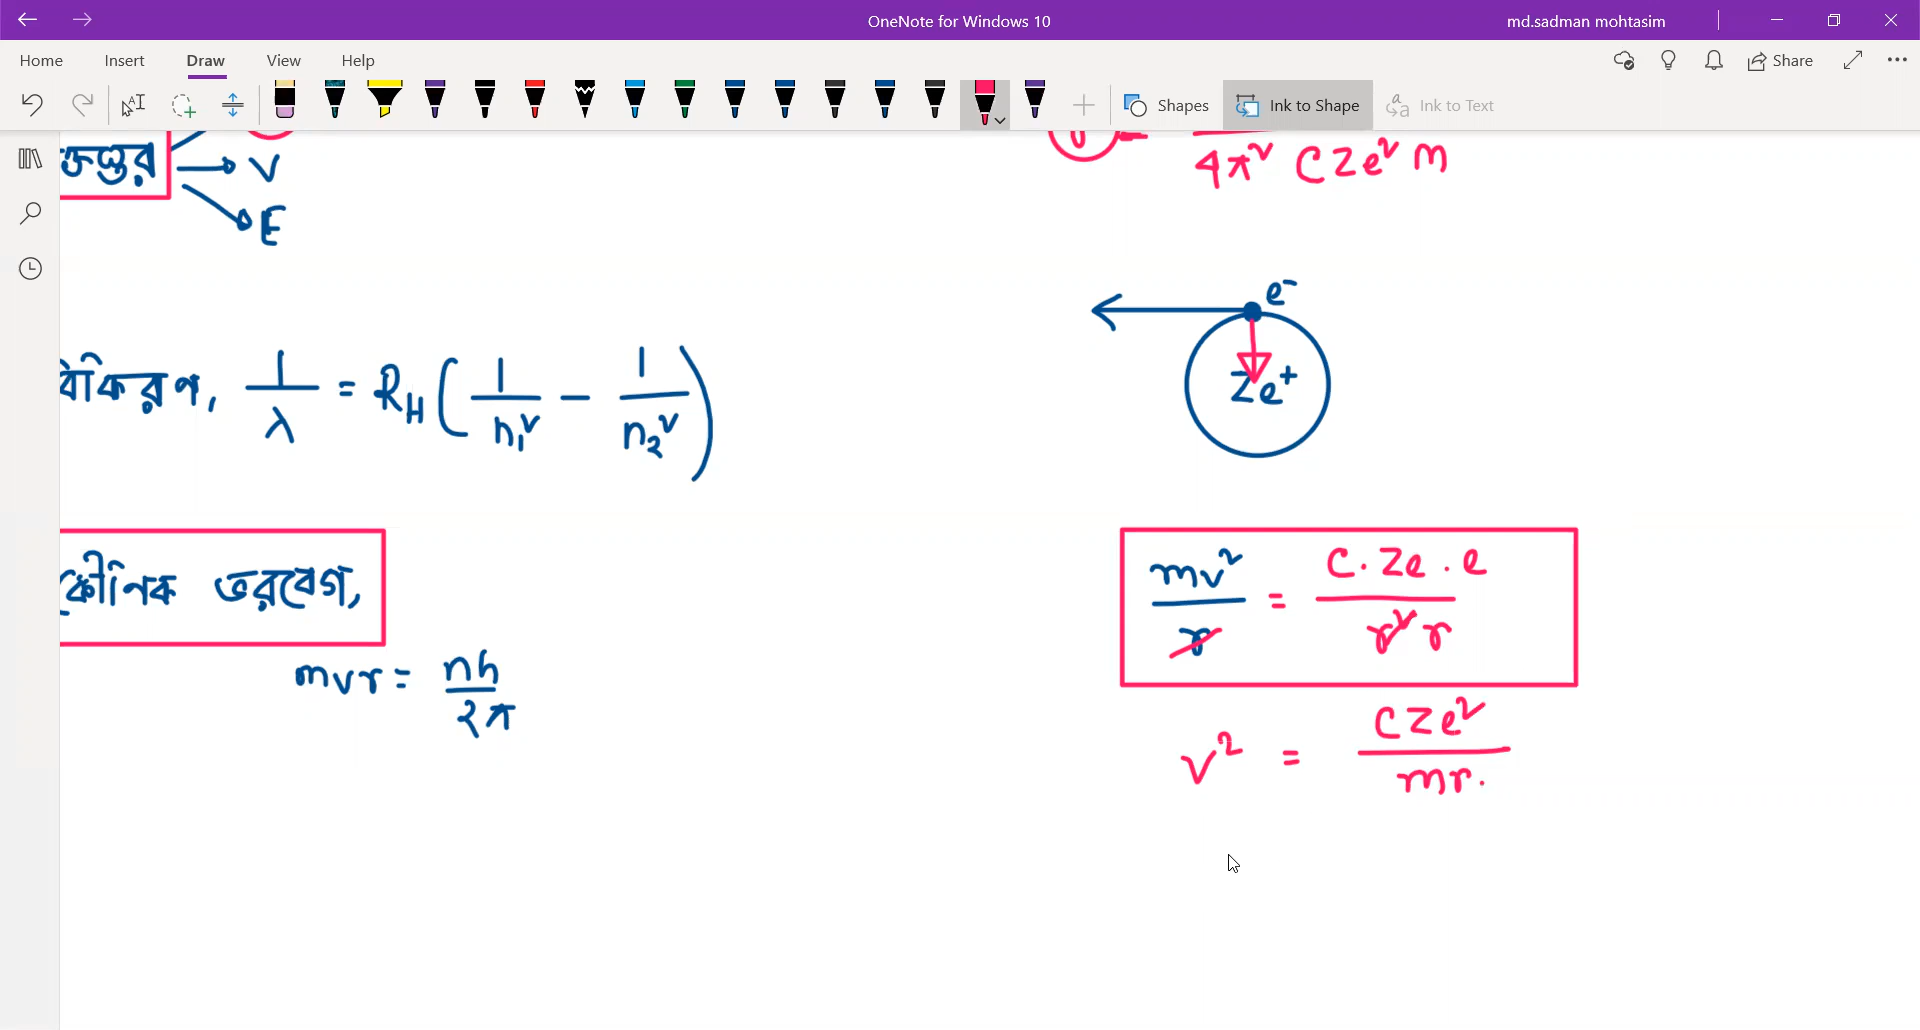 OneNote for Windows 10
md.sadman mohtasim
Home Insert Draw View Help
Share
Shapes Ink to Shape Ink to Text
V
E
4π² CZe² m
e⁻
Ze⁺
বিকিরণ, 1/λ = R_H (1/n₁² − 1/n₂²)
কৌনিক ভরবেগ,
mvr = nh/2π
mv²/r = C·Ze·e/r² r
v² = CZe²/mr.